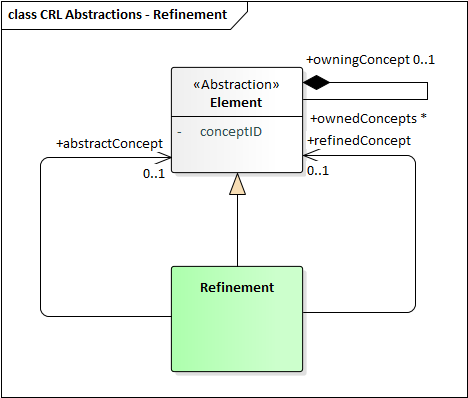 class CRL Abstractions - Refinement
+owningConcept 0..1
«Abstraction»
Element
- conceptID
+ownedConcepts *
+abstractConcept
+refinedConcept
0..1
0..1
Refinement